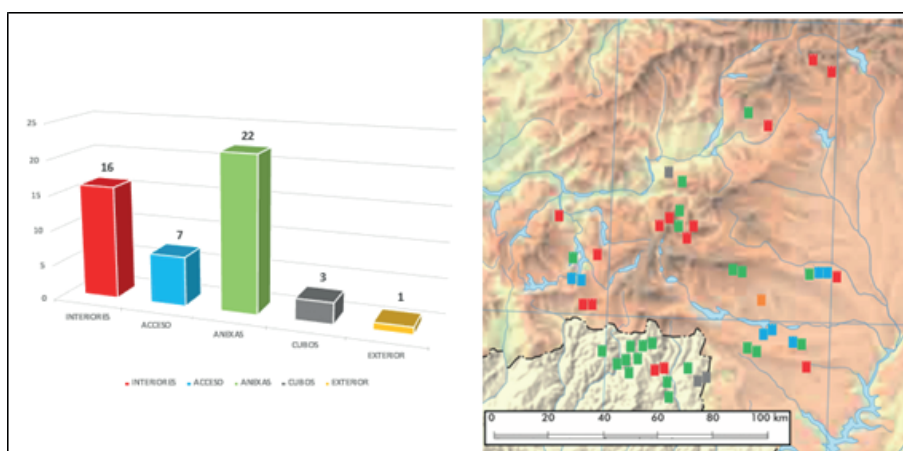 25
20
15
10
5
0
16
7
22
3
1
INTERIORES
ACCESO
ANEXAS
CUBOS
EXTERIOR
INTERIORES ACCESO ANEXAS CUBOS EXTERIOR
0 20 40 60 80 100 km